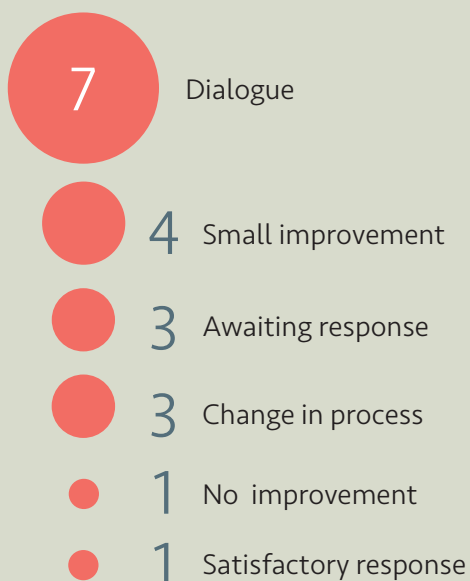 7 Dialogue
4 Small improvement
3 Awaiting response
3 Change in process
1 No improvement
1 Satisfactory response